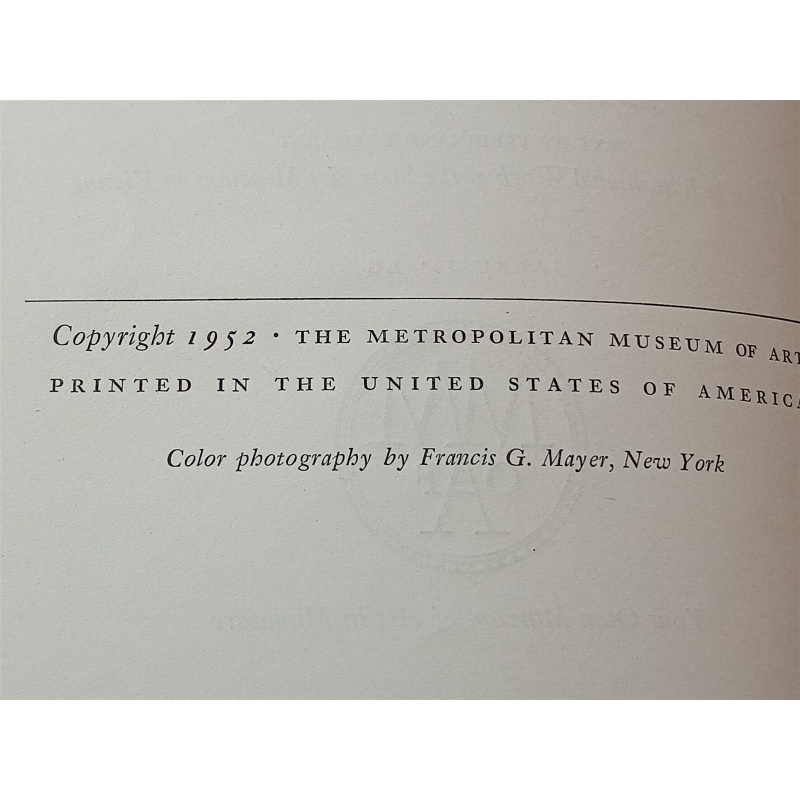 Copyright 1952 · THE METROPOLITAN MUSEUM OF ART
PRINTED IN THE UNITED STATES OF AMERICA
Color photography by Francis G. Mayer, New York